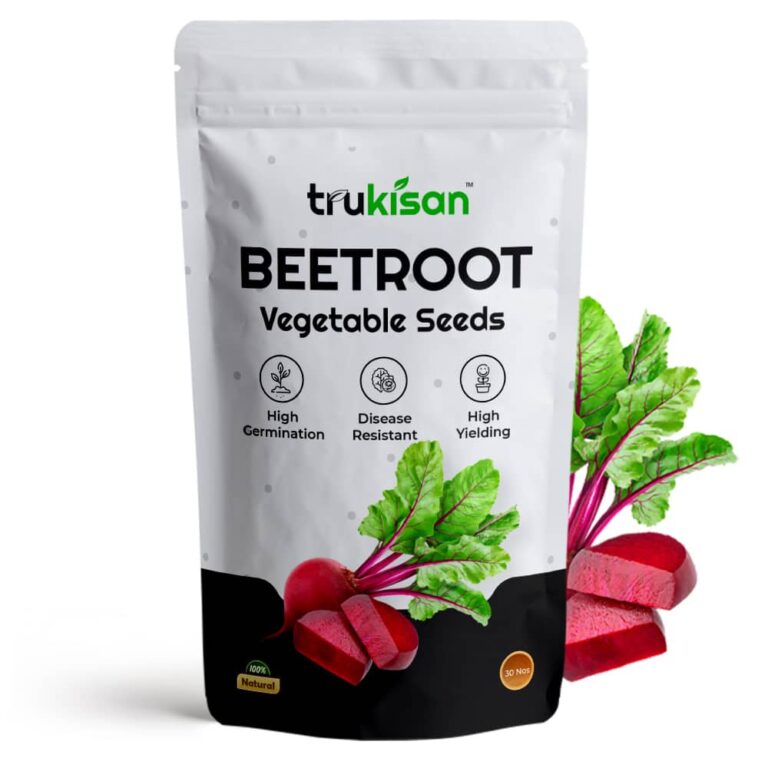 trukisan™
BEETROOT
Vegetable Seeds
High
Germination
Disease
Resistant
High
Yielding
100%
Natural
30 Nos